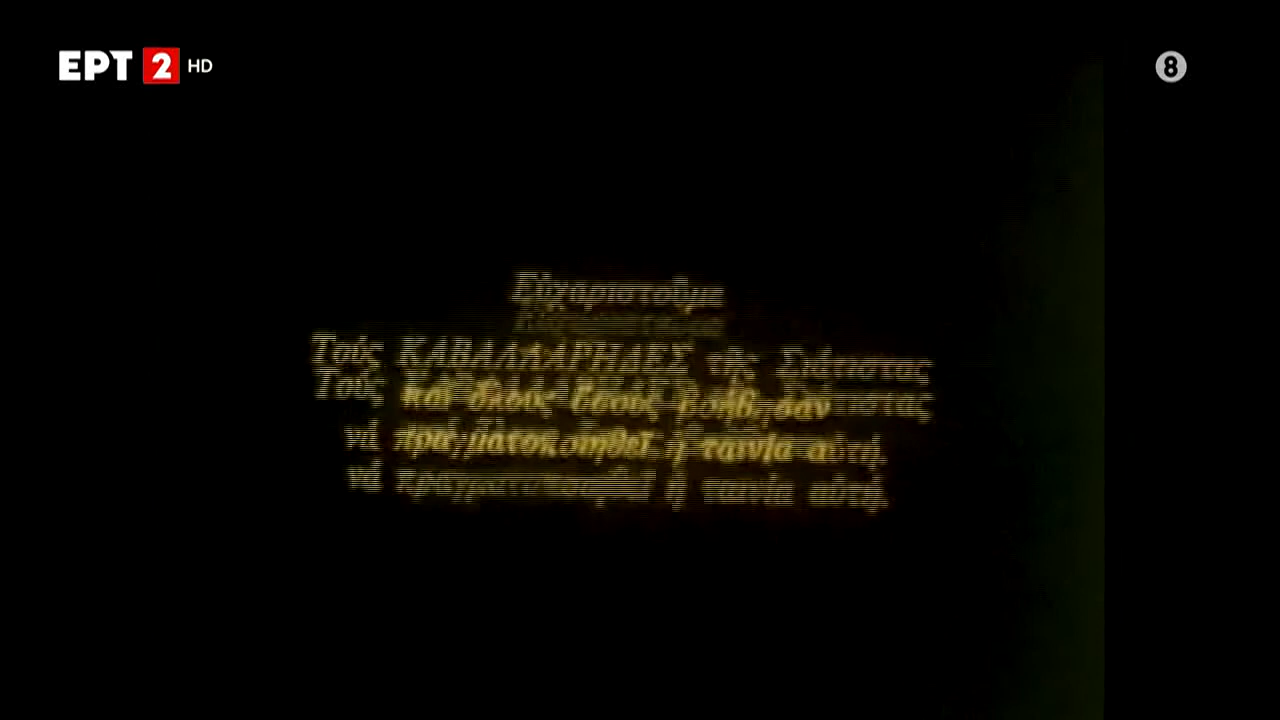 ΕΡΤ 2 HD
8
Εὐχαριστοῦμε
Τούς ΚΑΒΑΛΛΑΡΗΔΕΣ τῆς Σιάτιστας
καί ὅλους ὅσους βοήθησαν
νά πραγματοποιηθεῖ ἡ ταινία αὐτή.